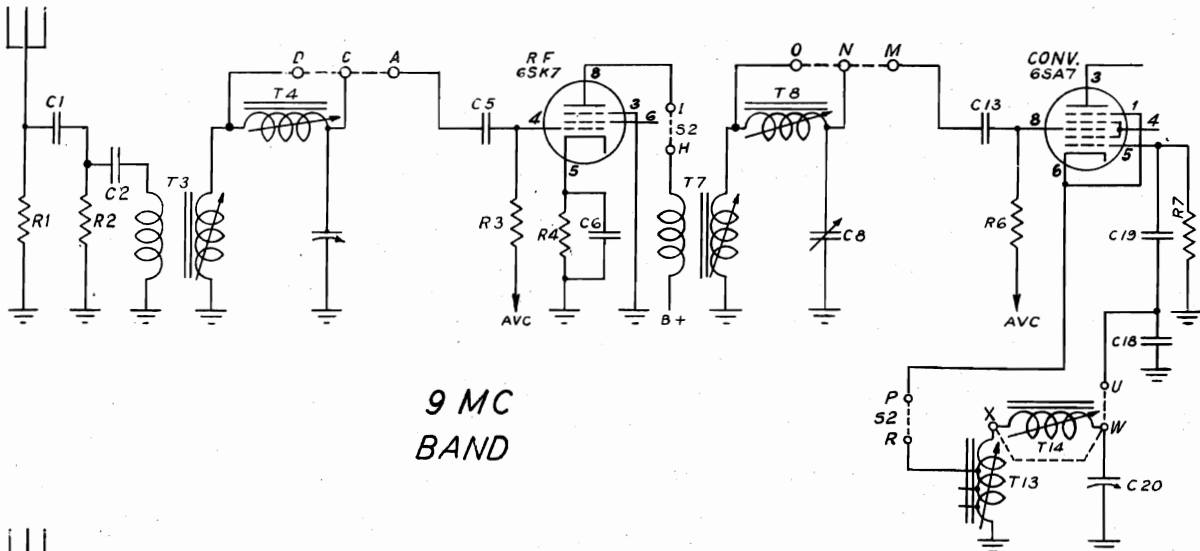 D C A
O N M
RF
6SK7
CONV.
6SA7
C1
T4
C5
T8
C13
8
3
6
4
5
I
S2
H
3
1
4
8
5
6
C2
T3
R1
R2
R3
R4
C6
T7
C8
R6
C19
R7
AVC
B+
AVC
C18
9 MC
BAND
P
S2
R
X
U
W
T14
T13
C20